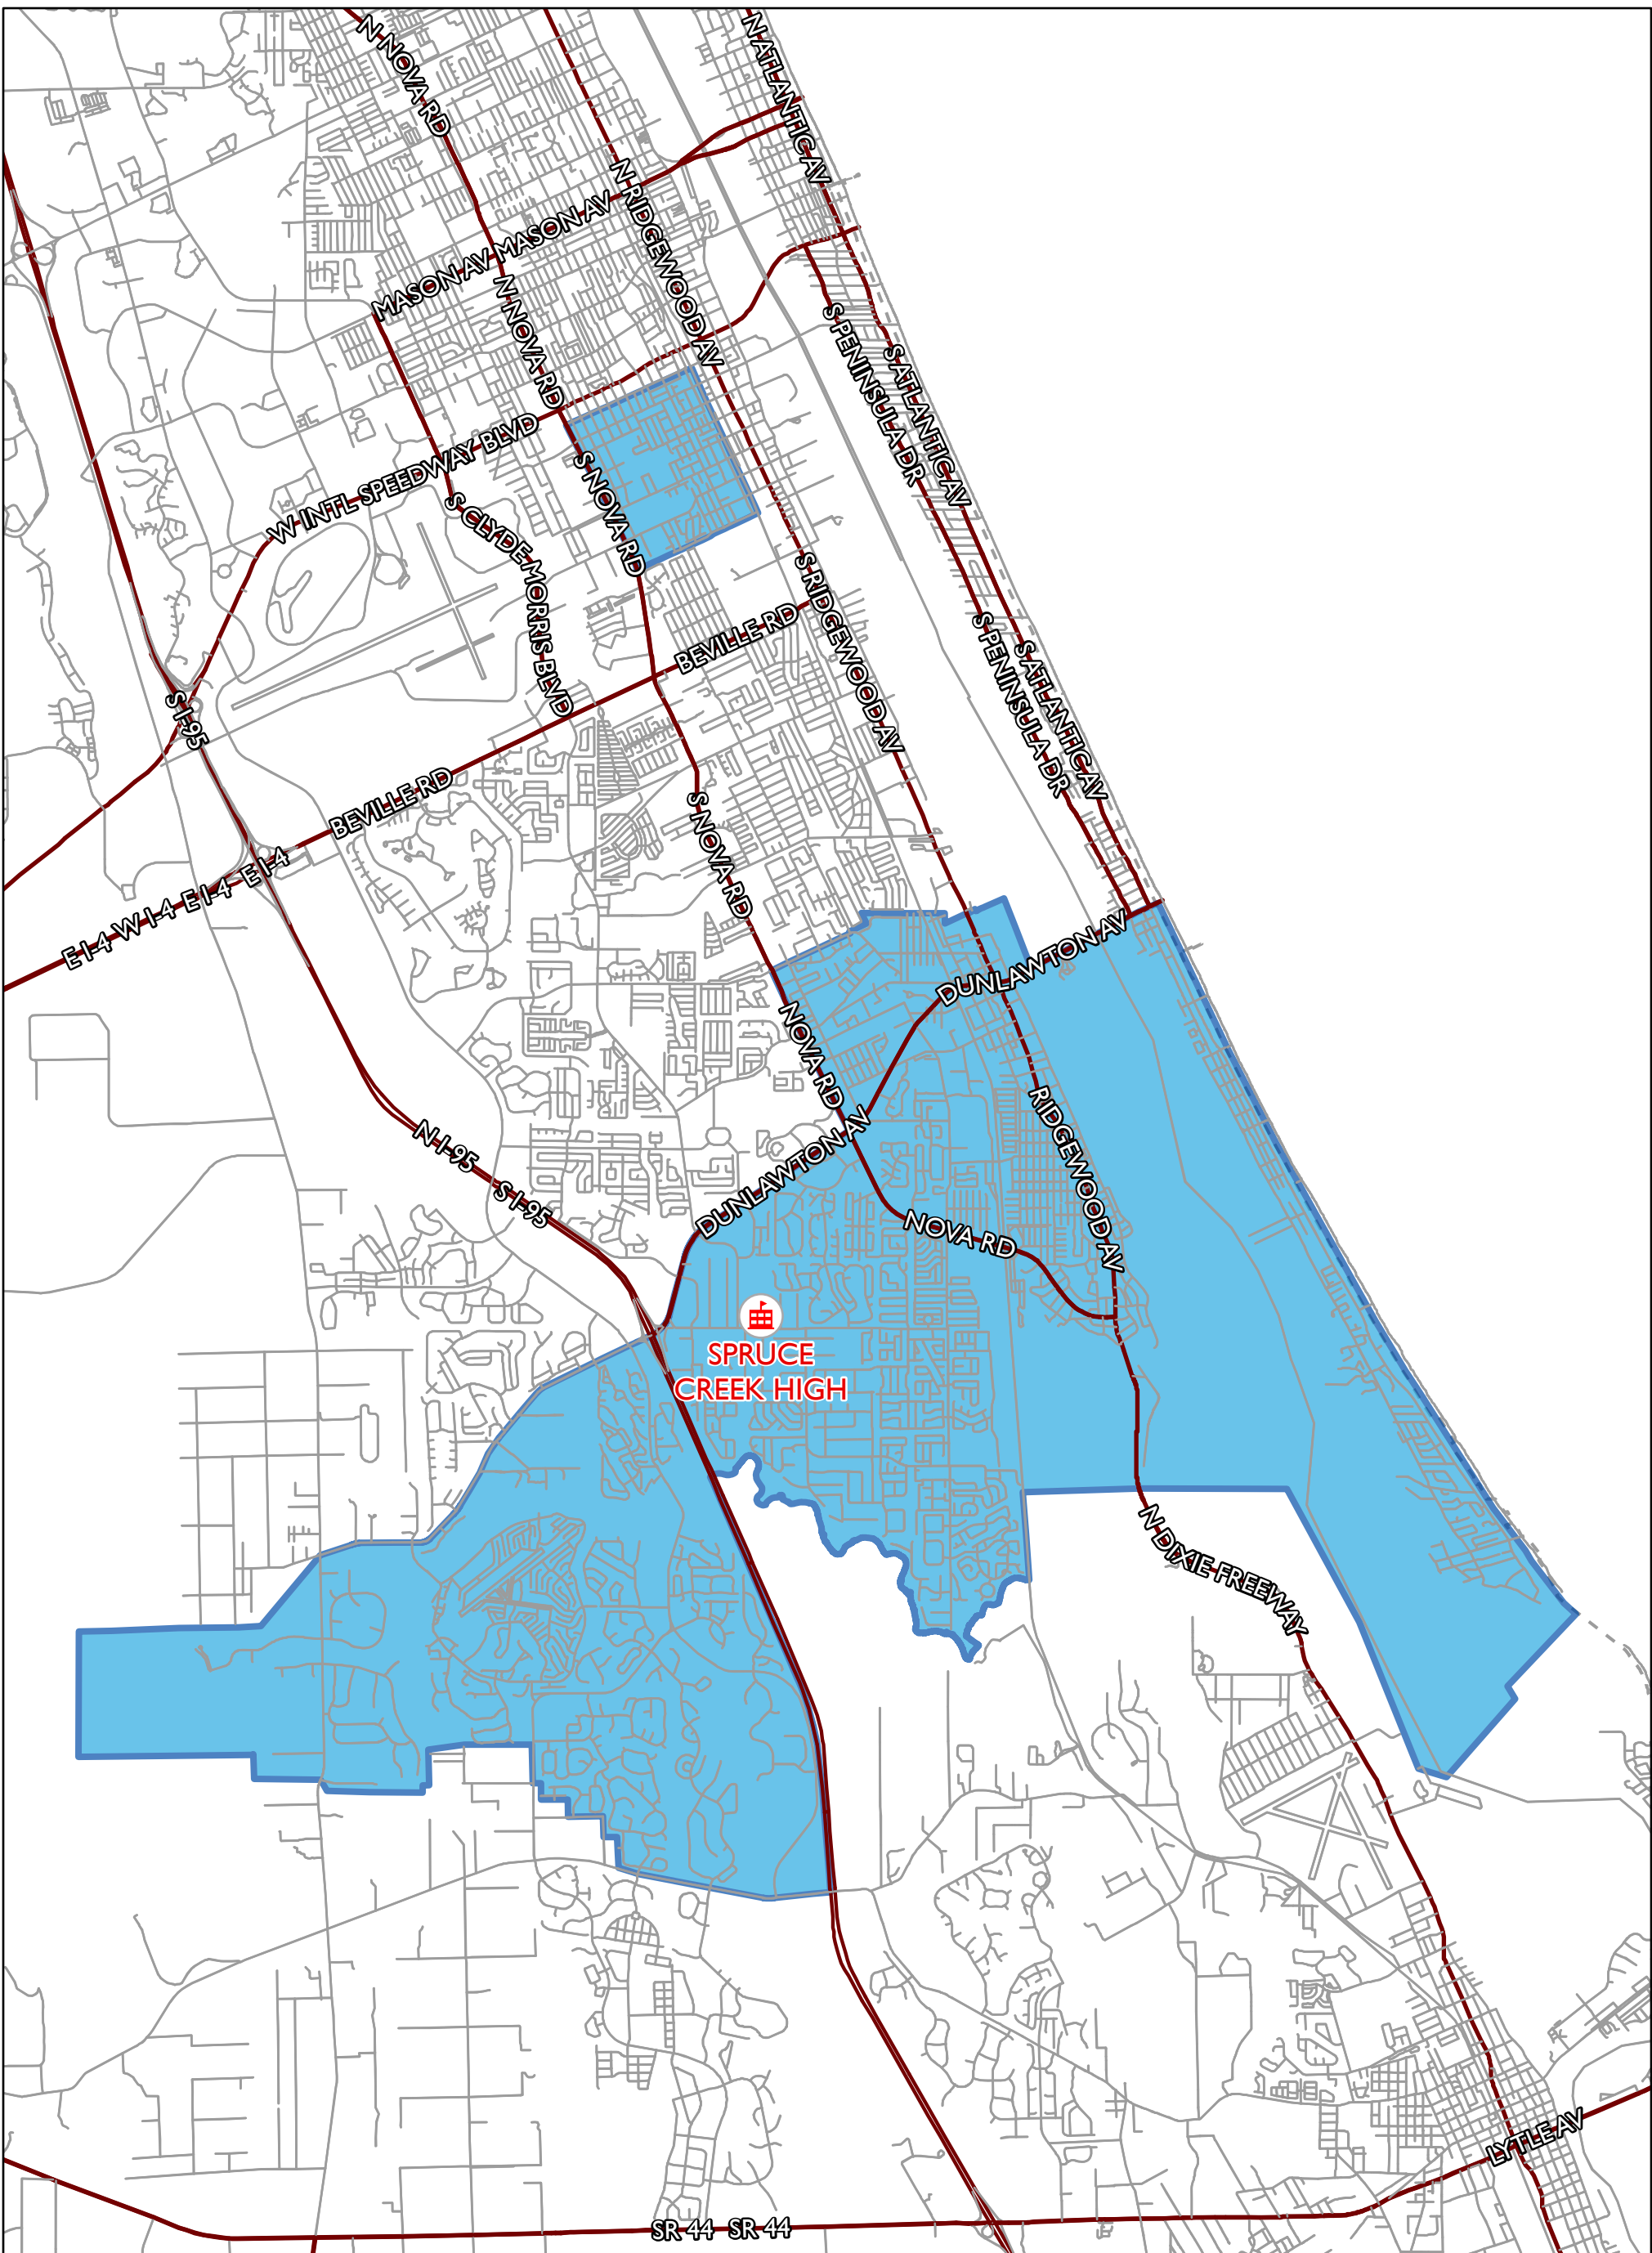 N NOVA RD
N ATLANTIC AV
N RIDGEWOOD AV
MASON AV MASON AV
N NOVA RD
S PENINSULA DR
S ATLANTIC AV
W INTL SPEEDWAY BLVD
S NOVA RD
S CLYDE MORRIS BLVD
S RIDGEWOOD AV
BEVILLE RD
S PENINSULA DR
S ATLANTIC AV
S I-95
BEVILLE RD
S NOVA RD
E I-4 W I-4 E I-4 E I-4
DUNLAWTON AV
NOVA RD
N I-95
S I-95
DUNLAWTON AV
RIDGEWOOD AV
NOVA RD
SPRUCE
CREEK HIGH
N DIXIE FREEWAY
LYTLE AV
SR 44 SR 44